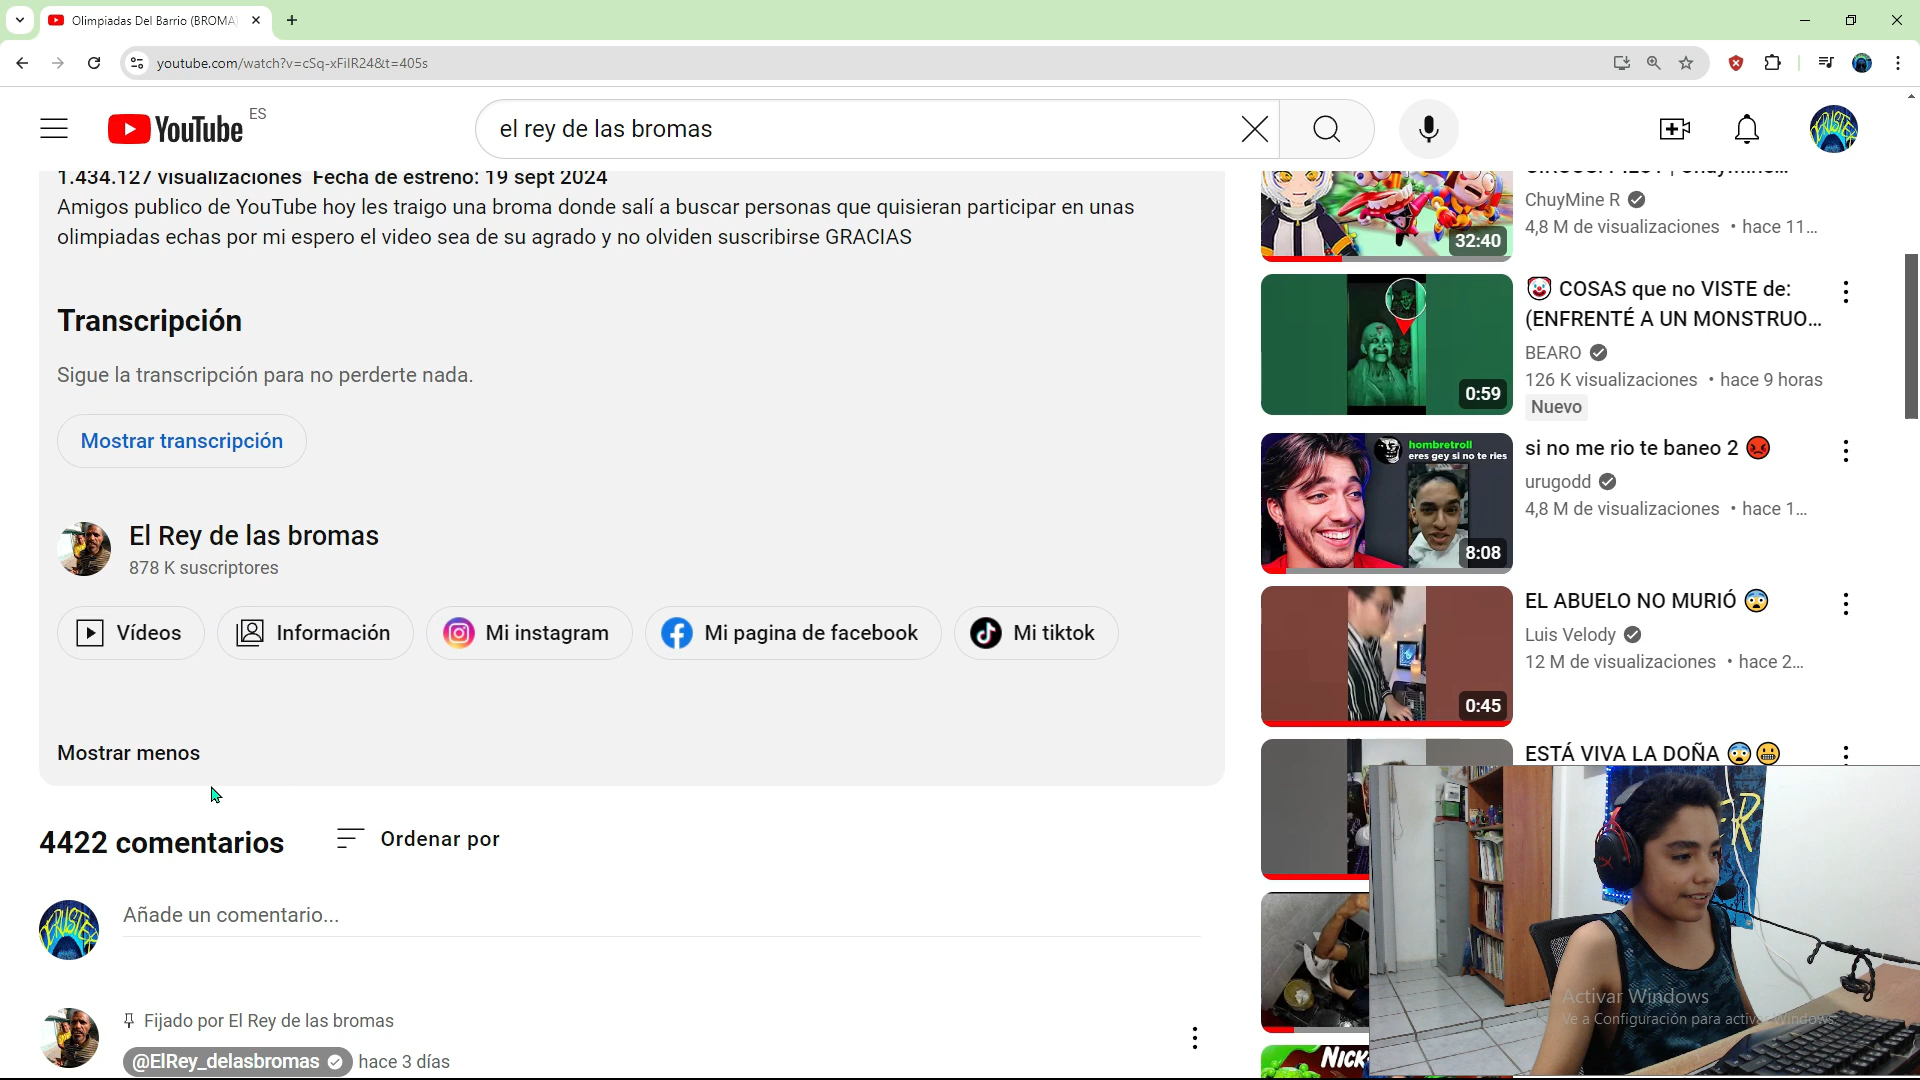 Olimpiadas Del Barrio (BROMA
youtube.com/watch?v=cSq-xFilR24&t=405s
YouTube ES
el rey de las bromas
1.434.127 visualizaciones Fecha de estreno: 19 sept 2024
Amigos publico de YouTube hoy les traigo una broma donde salí a buscar personas que quisieran participar en unas
olimpiadas echas por mi espero el video sea de su agrado y no olviden suscribirse GRACIAS
Transcripción
Sigue la transcripción para no perderte nada.
Mostrar transcripción
El Rey de las bromas
878 K suscriptores
Vídeos
Información
Mi instagram
Mi pagina de facebook
Mi tiktok
Mostrar menos
4422 comentarios
Ordenar por
Añade un comentario...
Fijado por El Rey de las bromas
@ElRey_delasbromas hace 3 días
32:40
ChuyMine R
4,8 M de visualizaciones • hace 11...
0:59
🤡 COSAS que no VISTE de:
(ENFRENTÉ A UN MONSTRUO...
BEARO
126 K visualizaciones • hace 9 horas
Nuevo
hombretroll
eres gey si no te ries
8:08
si no me rio te baneo 2 😡
urugodd
4,8 M de visualizaciones • hace 1...
0:45
EL ABUELO NO MURIÓ 😨
Luis Velody
12 M de visualizaciones • hace 2...
ESTÁ VIVA LA DOÑA 😨😬
NICK
Activar Windows
Ve a Configuración para activar Windows.